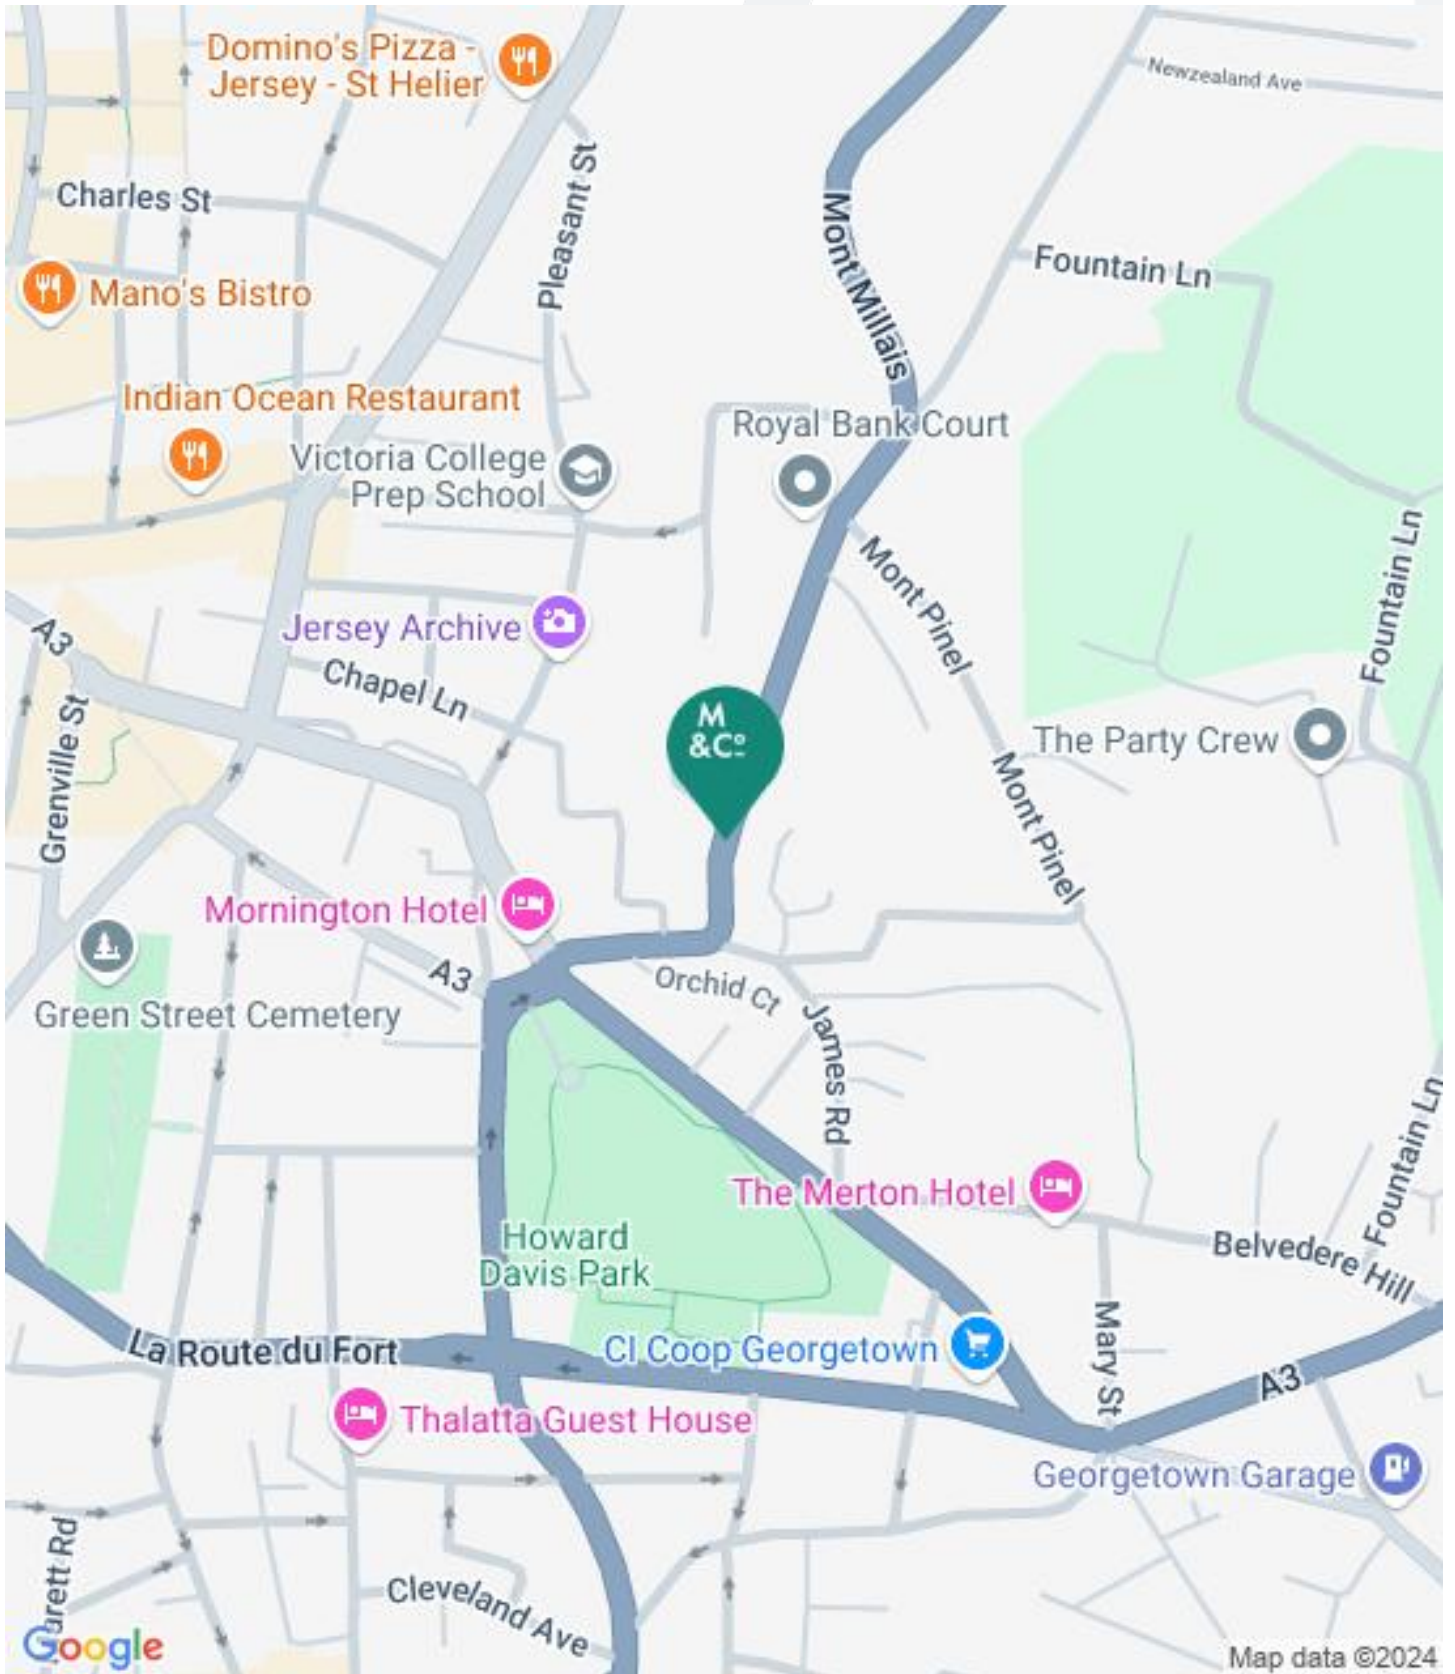 Domino's Pizza -
Jersey - St Helier
Newzealand Ave
Charles St
Pleasant St
Mont Millais
Fountain Ln
Mano's Bistro
Indian Ocean Restaurant
Royal Bank Court
Victoria College
Prep School
Fountain Ln
Mont Pinel
A3
Jersey Archive
Chapel Ln
M
&Cº
The Party Crew
Grenville St
Mont Pinel
Mornington Hotel
A3
Orchid Ct
Green Street Cemetery
James Rd
Fountain Ln
The Merton Hotel
Howard
Davis Park
Belvedere Hill
La Route du Fort
CI Coop Georgetown
Mary St
A3
Thalatta Guest House
Georgetown Garage
Cleveland Ave
Google
Map data ©2024